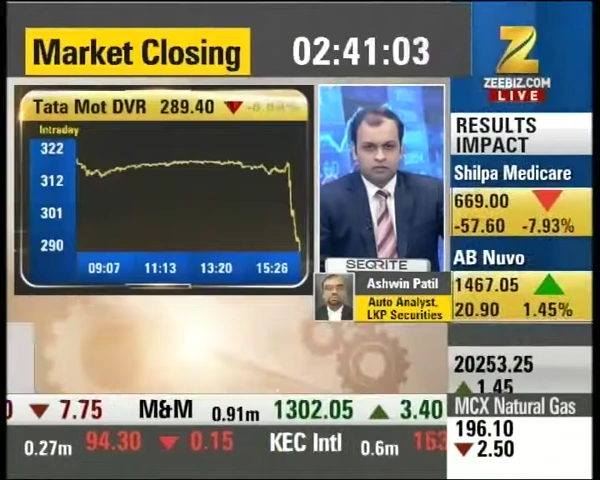 Market Closing
02:41:03
ZEEBIZ.COM
LIVE
Tata Mot DVR 289.40
Intraday
322
312
301
290
09:07 11:13 13:20 15:26
SEQRITE
Ashwin Patil
Auto Analyst,
LKP Securities
RESULTS
IMPACT
Shilpa Medicare
669.00
-57.60 -7.93%
AB Nuvo
1467.05
20.90 1.45%
20253.25
1.45
MCX Natural Gas
196.10
2.50
7.75 M&M 0.91m 1302.05 3.40
0.27m 94.30 0.15 KEC Intl 0.6m 153